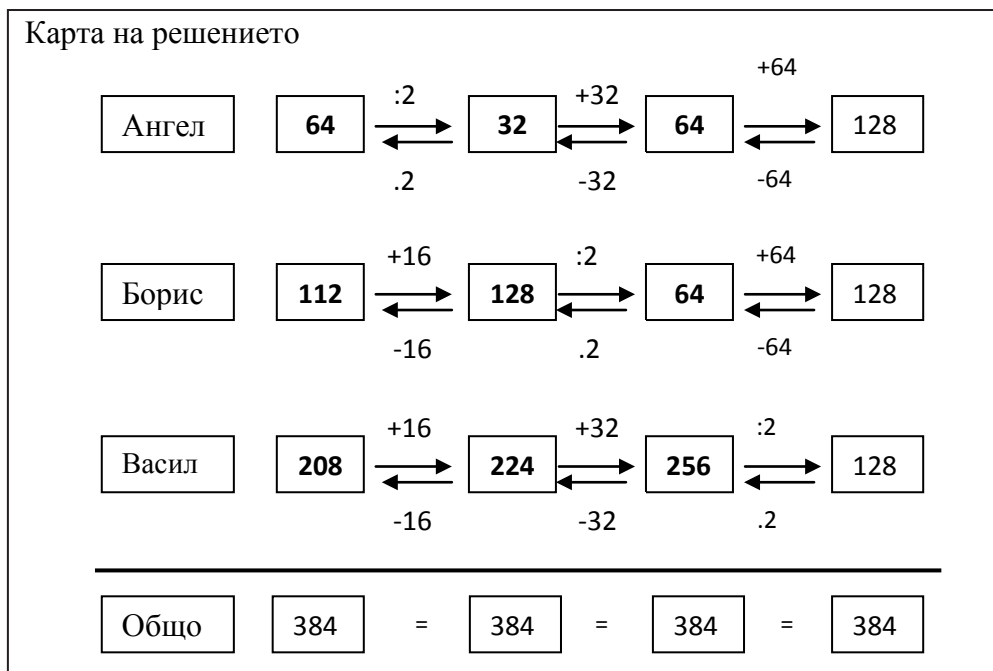 Карта на решението
:2 +32 +64
Ангел 64 32 64 128
.2 -32 -64
+16 :2 +64
Борис 112 128 64 128
-16 .2 -64
+16 +32 :2
Васил 208 224 256 128
-16 -32 .2
Общо 384 = 384 = 384 = 384